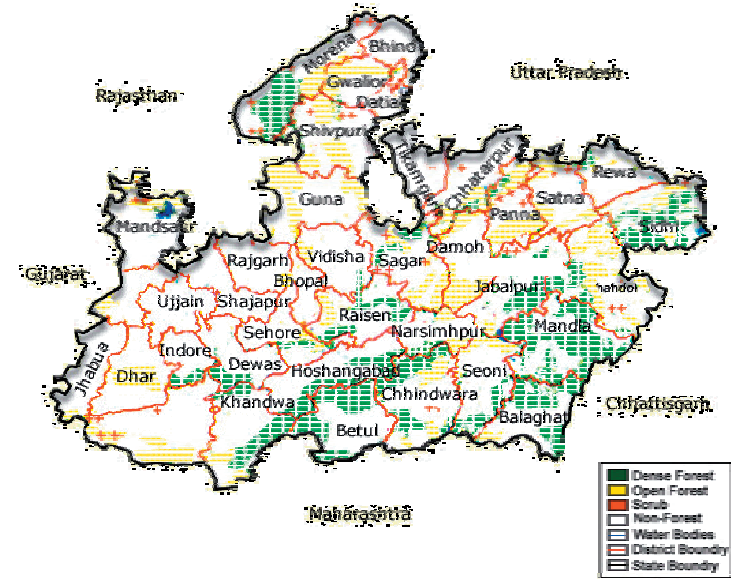 Morena
Bhind
Uttar Pradesh
Gwalior
Rajasthan
Datia
Shivpuri
Tikamgarh
Chhatarpur
Rewa
Guna
Satna
Panna
Sidhi
Mandsaur
Damoh
Rajgarh
Vidisha
Sagar
Gujarat
Bhopal
Jabalpur
hahdol
Ujjain
Shajapur
Raisen
Mandla
Sehore
Narsimhpur
Indore
Dewas
Jhabua
Dhar
Hoshangabad
Seoni
Khandwa
Chhindwara
Chhattisgarh
Balaghat
Betul
Maharashtra
Dense Forest
Open Forest
Scrub
Non-Forest
Water Bodies
District Boundry
State Boundry